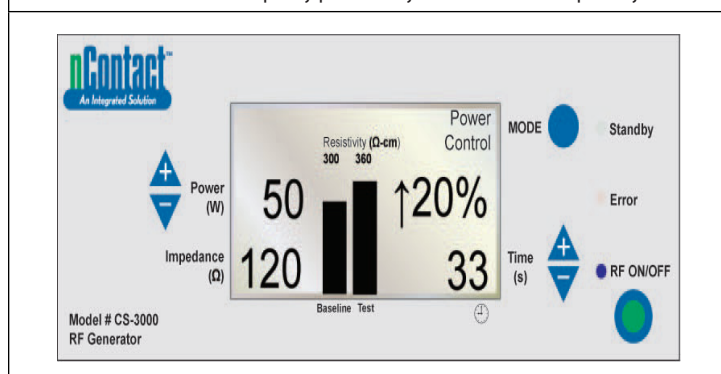 nContact™
An Integrated Solution
Power
Control
Resistivity (Ω-cm)
300 360
Power
(W)
50
↑20%
Impedance
(Ω)
120
33
Baseline Test
MODE
Standby
Error
Time
(s)
RF ON/OFF
Model # CS-3000
RF Generator